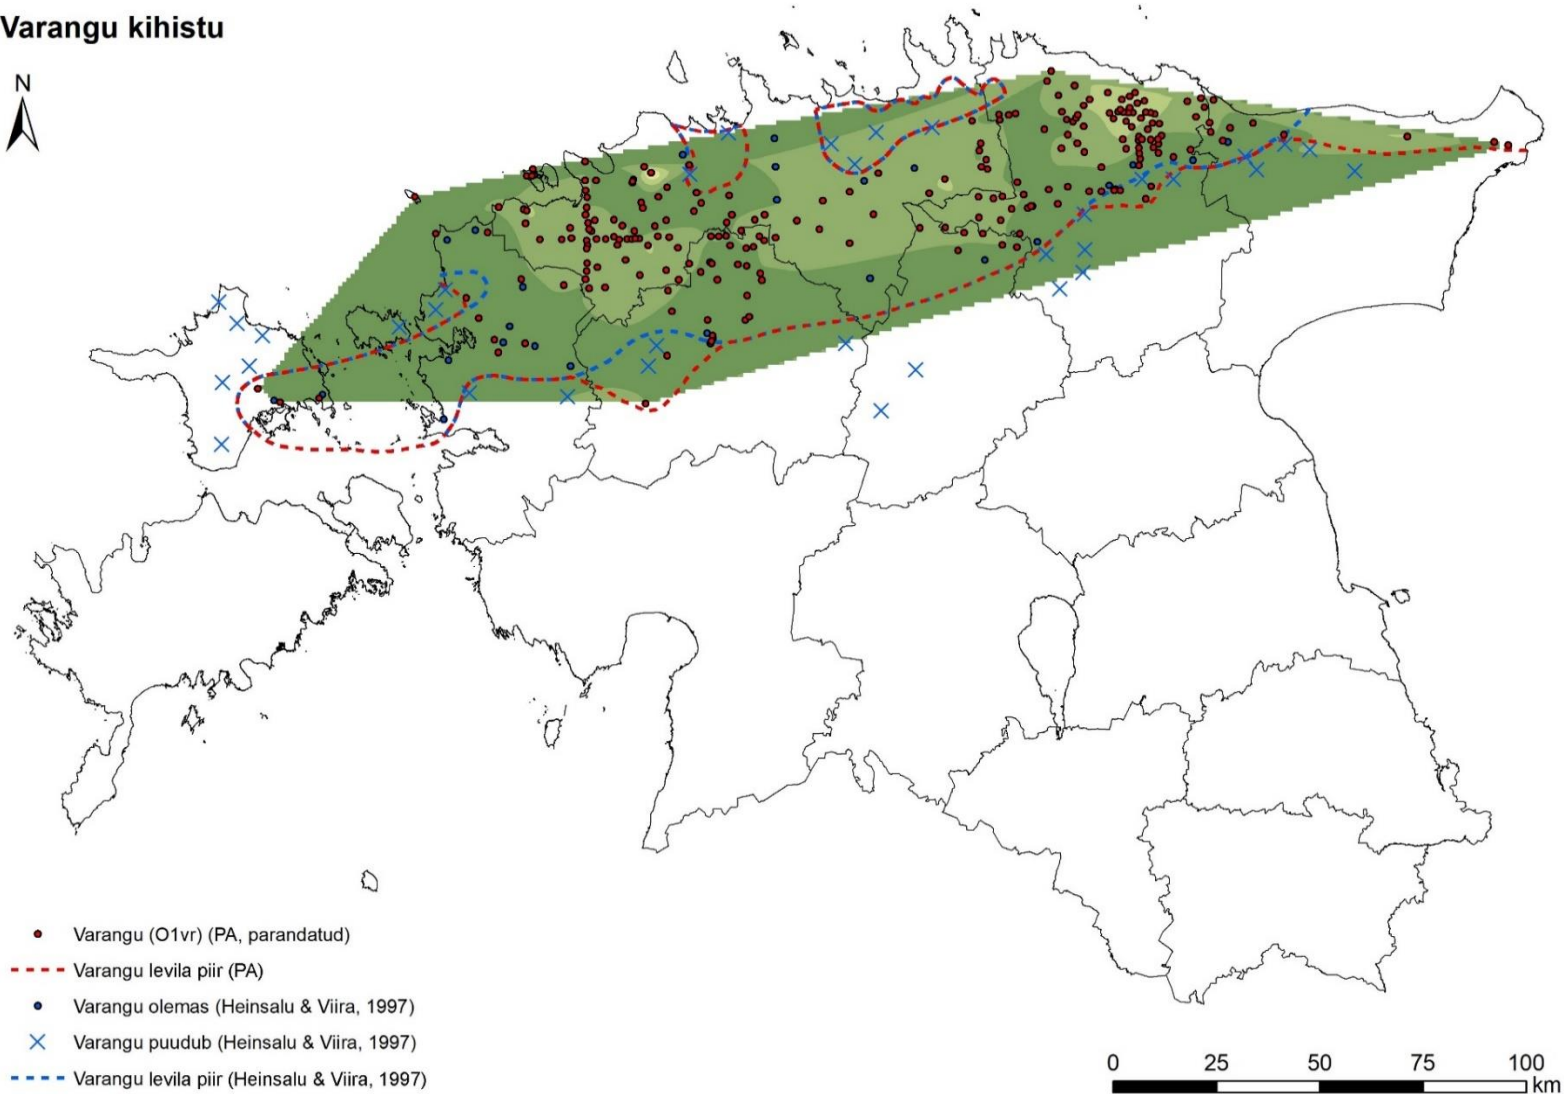 Varangu kihistu
N
Varangu (O1vr) (PA, parandatud)
Varangu levila piir (PA)
Varangu olemas (Heinsalu & Viira, 1997)
Varangu puudub (Heinsalu & Viira, 1997)
Varangu levila piir (Heinsalu & Viira, 1997)
0 25 50 75 100
km